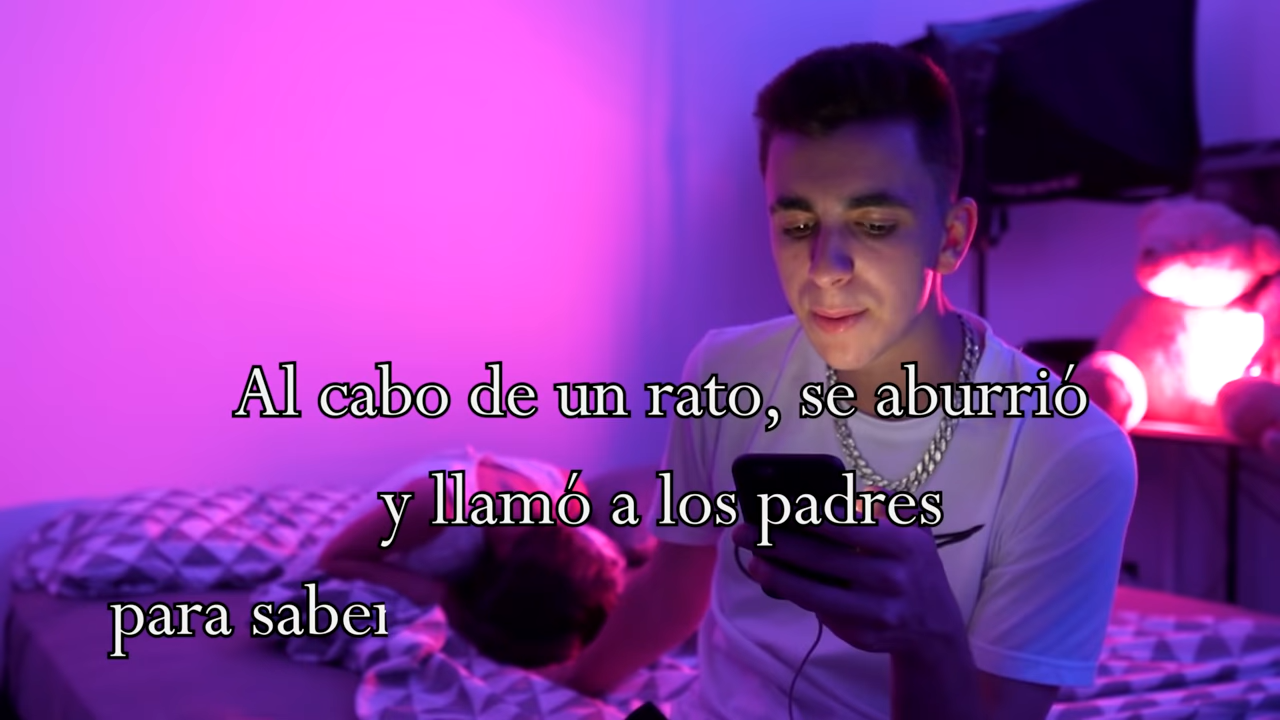 Al cabo de un rato, se aburrió
y llamó a los padres
para saber